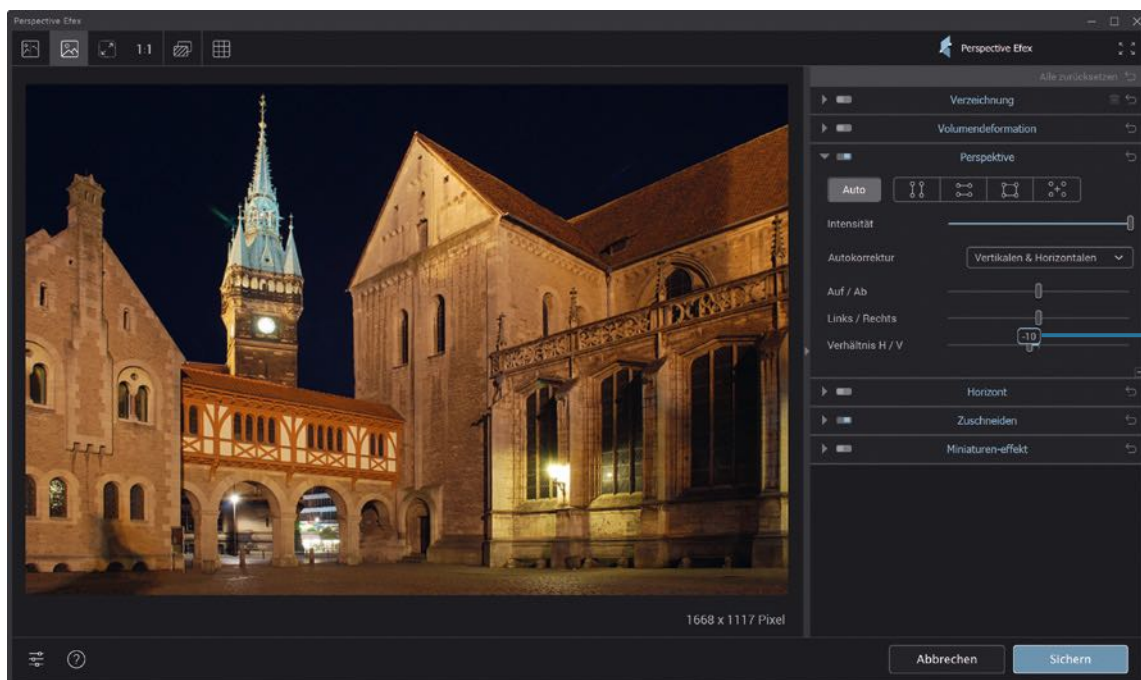 Perspective Efex
1:1
Perspective Efex
Alle zurücksetzen
Verzeichnung
Volumendeformation
Perspektive
Auto
Intensität
Autokorrektur Vertikalen & Horizontalen
Auf / Ab
Links / Rechts
-10
Verhältnis H / V
Horizont
Zuschneiden
Miniaturen-effekt
1668 x 1117 Pixel
? Abbrechen Sichern